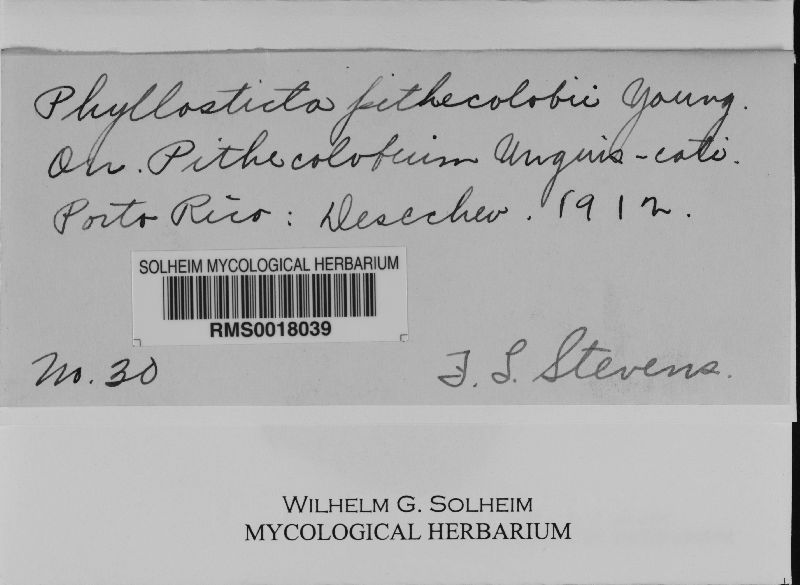 Phyllosticta pithecolobii Young.
On. Pithecolobium Unguis-cati.
Porto Rico: Desecheo. 1912.
SOLHEIM MYCOLOGICAL HERBARIUM
RMS0018039
No. 30
F. L. Stevens.
WILHELM G. SOLHEIM
MYCOLOGICAL HERBARIUM